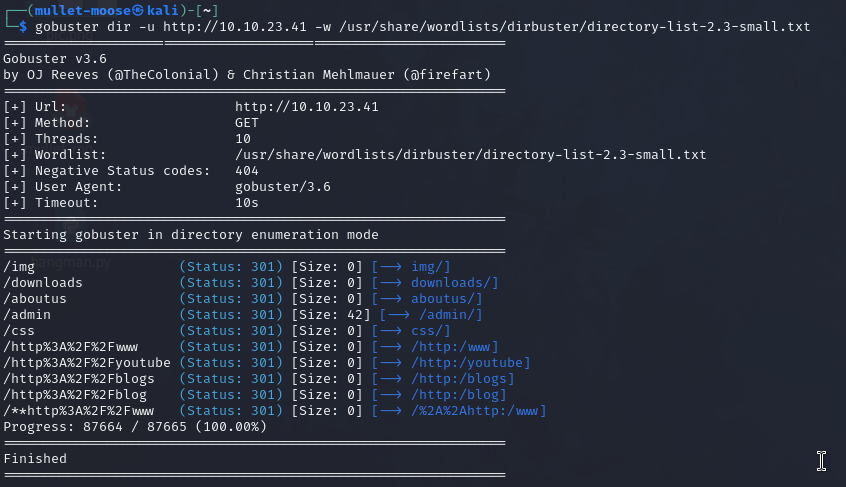 ┌──(mullet-moose㉿kali)-[~]
└─$ gobuster dir -u http://10.10.23.41 -w /usr/share/wordlists/dirbuster/directory-list-2.3-small.txt
===============================================================
Gobuster v3.6
by OJ Reeves (@TheColonial) & Christian Mehlmauer (@firefart)
===============================================================
[+] Url:                     http://10.10.23.41
[+] Method:                  GET
[+] Threads:                 10
[+] Wordlist:                /usr/share/wordlists/dirbuster/directory-list-2.3-small.txt
[+] Negative Status codes:   404
[+] User Agent:              gobuster/3.6
[+] Timeout:                 10s
===============================================================
Starting gobuster in directory enumeration mode
===============================================================
hangman.py
/img                  (Status: 301) [Size: 0] [--> img/]
/downloads            (Status: 301) [Size: 0] [--> downloads/]
/aboutus              (Status: 301) [Size: 0] [--> aboutus/]
/admin                (Status: 301) [Size: 42] [--> /admin/]
/css                  (Status: 301) [Size: 0] [--> css/]
/http%3A%2F%2Fwww     (Status: 301) [Size: 0] [--> /http:/www]
/http%3A%2F%2Fyoutube (Status: 301) [Size: 0] [--> /http:/youtube]
/http%3A%2F%2Fblogs   (Status: 301) [Size: 0] [--> /http:/blogs]
/http%3A%2F%2Fblog    (Status: 301) [Size: 0] [--> /http:/blog]
/**http%3A%2F%2Fwww   (Status: 301) [Size: 0] [--> /%2A%2Ahttp:/www]
Progress: 87664 / 87665 (100.00%)
===============================================================
Finished
===============================================================